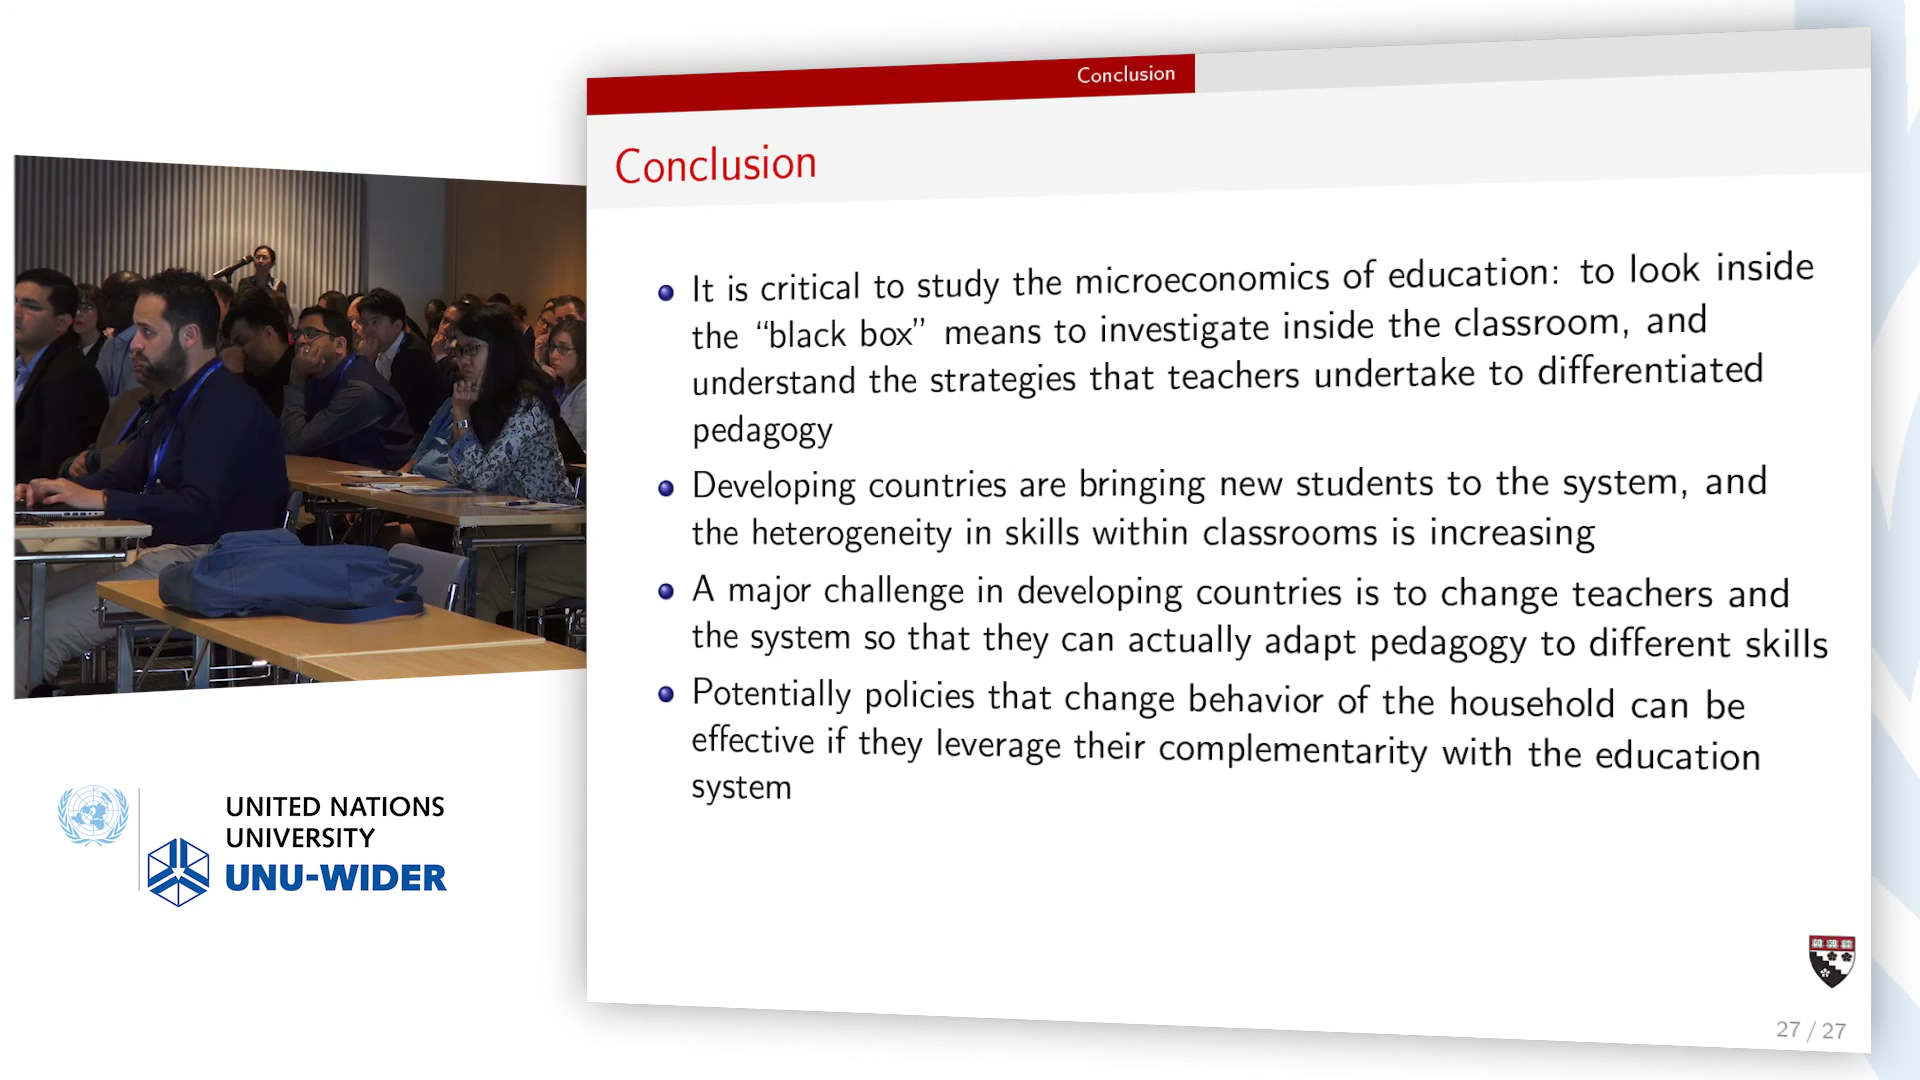 Conclusion
Conclusion
It is critical to study the microeconomics of education: to look inside
the “black box” means to investigate inside the classroom, and
understand the strategies that teachers undertake to differentiated
pedagogy
Developing countries are bringing new students to the system, and
the heterogeneity in skills within classrooms is increasing
A major challenge in developing countries is to change teachers and
the system so that they can actually adapt pedagogy to different skills
Potentially policies that change behavior of the household can be
effective if they leverage their complementarity with the education
system
27 / 27
UNITED NATIONS
UNIVERSITY
UNU-WIDER